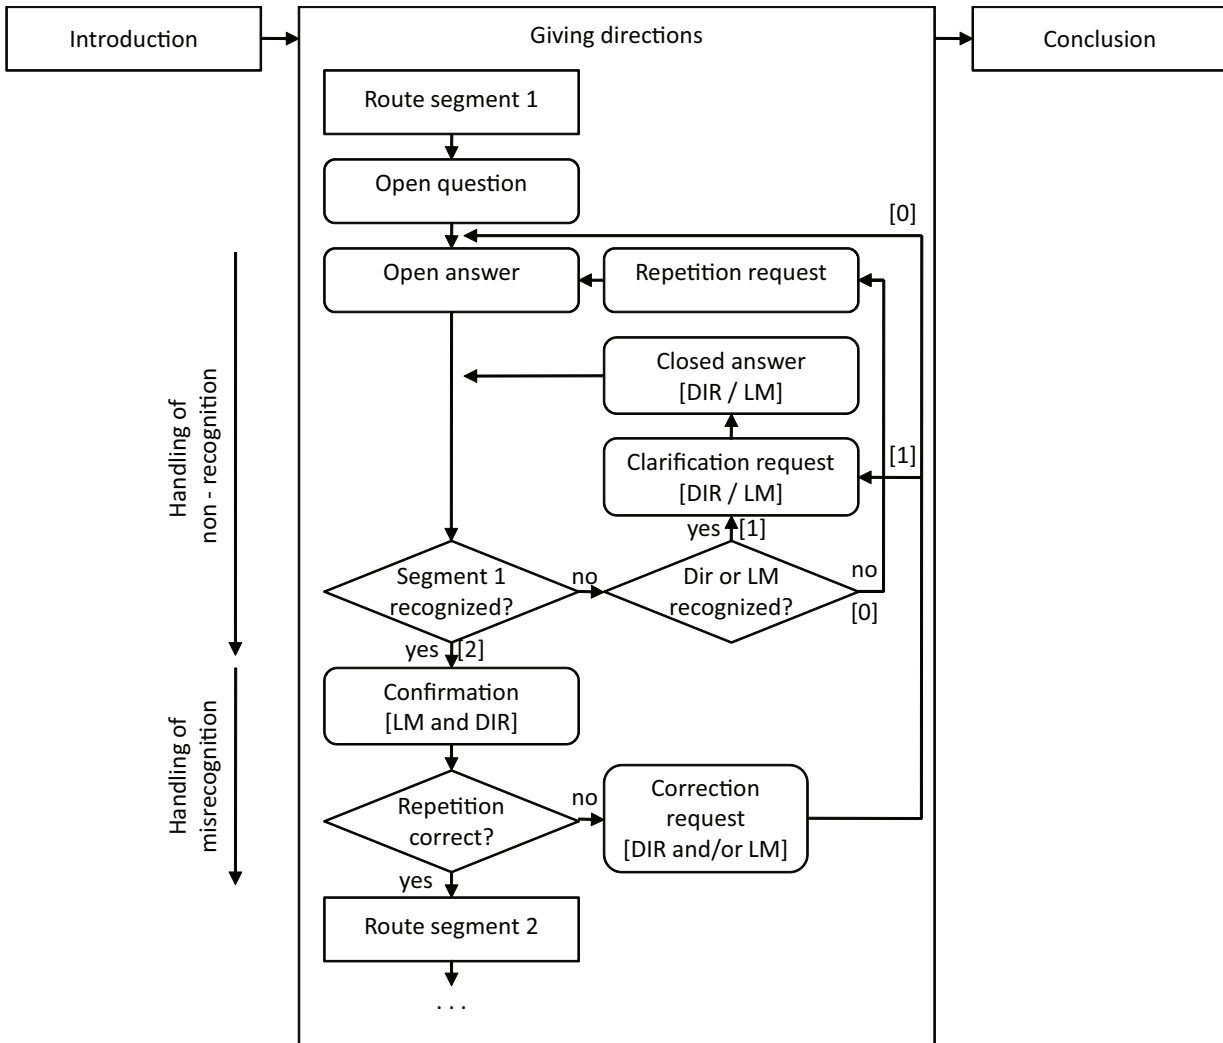 Introduction
Giving directions
Conclusion
Route segment 1
Open question
[0]
Open answer
Repetition request
Closed answer
[DIR / LM]
Clarification request
[DIR / LM]
[1]
yes
[1]
Segment 1
recognized?
no
Dir or LM
recognized?
no
[0]
yes
[2]
Handling of
non - recognition
Confirmation
[LM and DIR]
Repetition
correct?
no
Correction
request
[DIR and/or LM]
yes
Handling of
misrecognition
Route segment 2
. . .